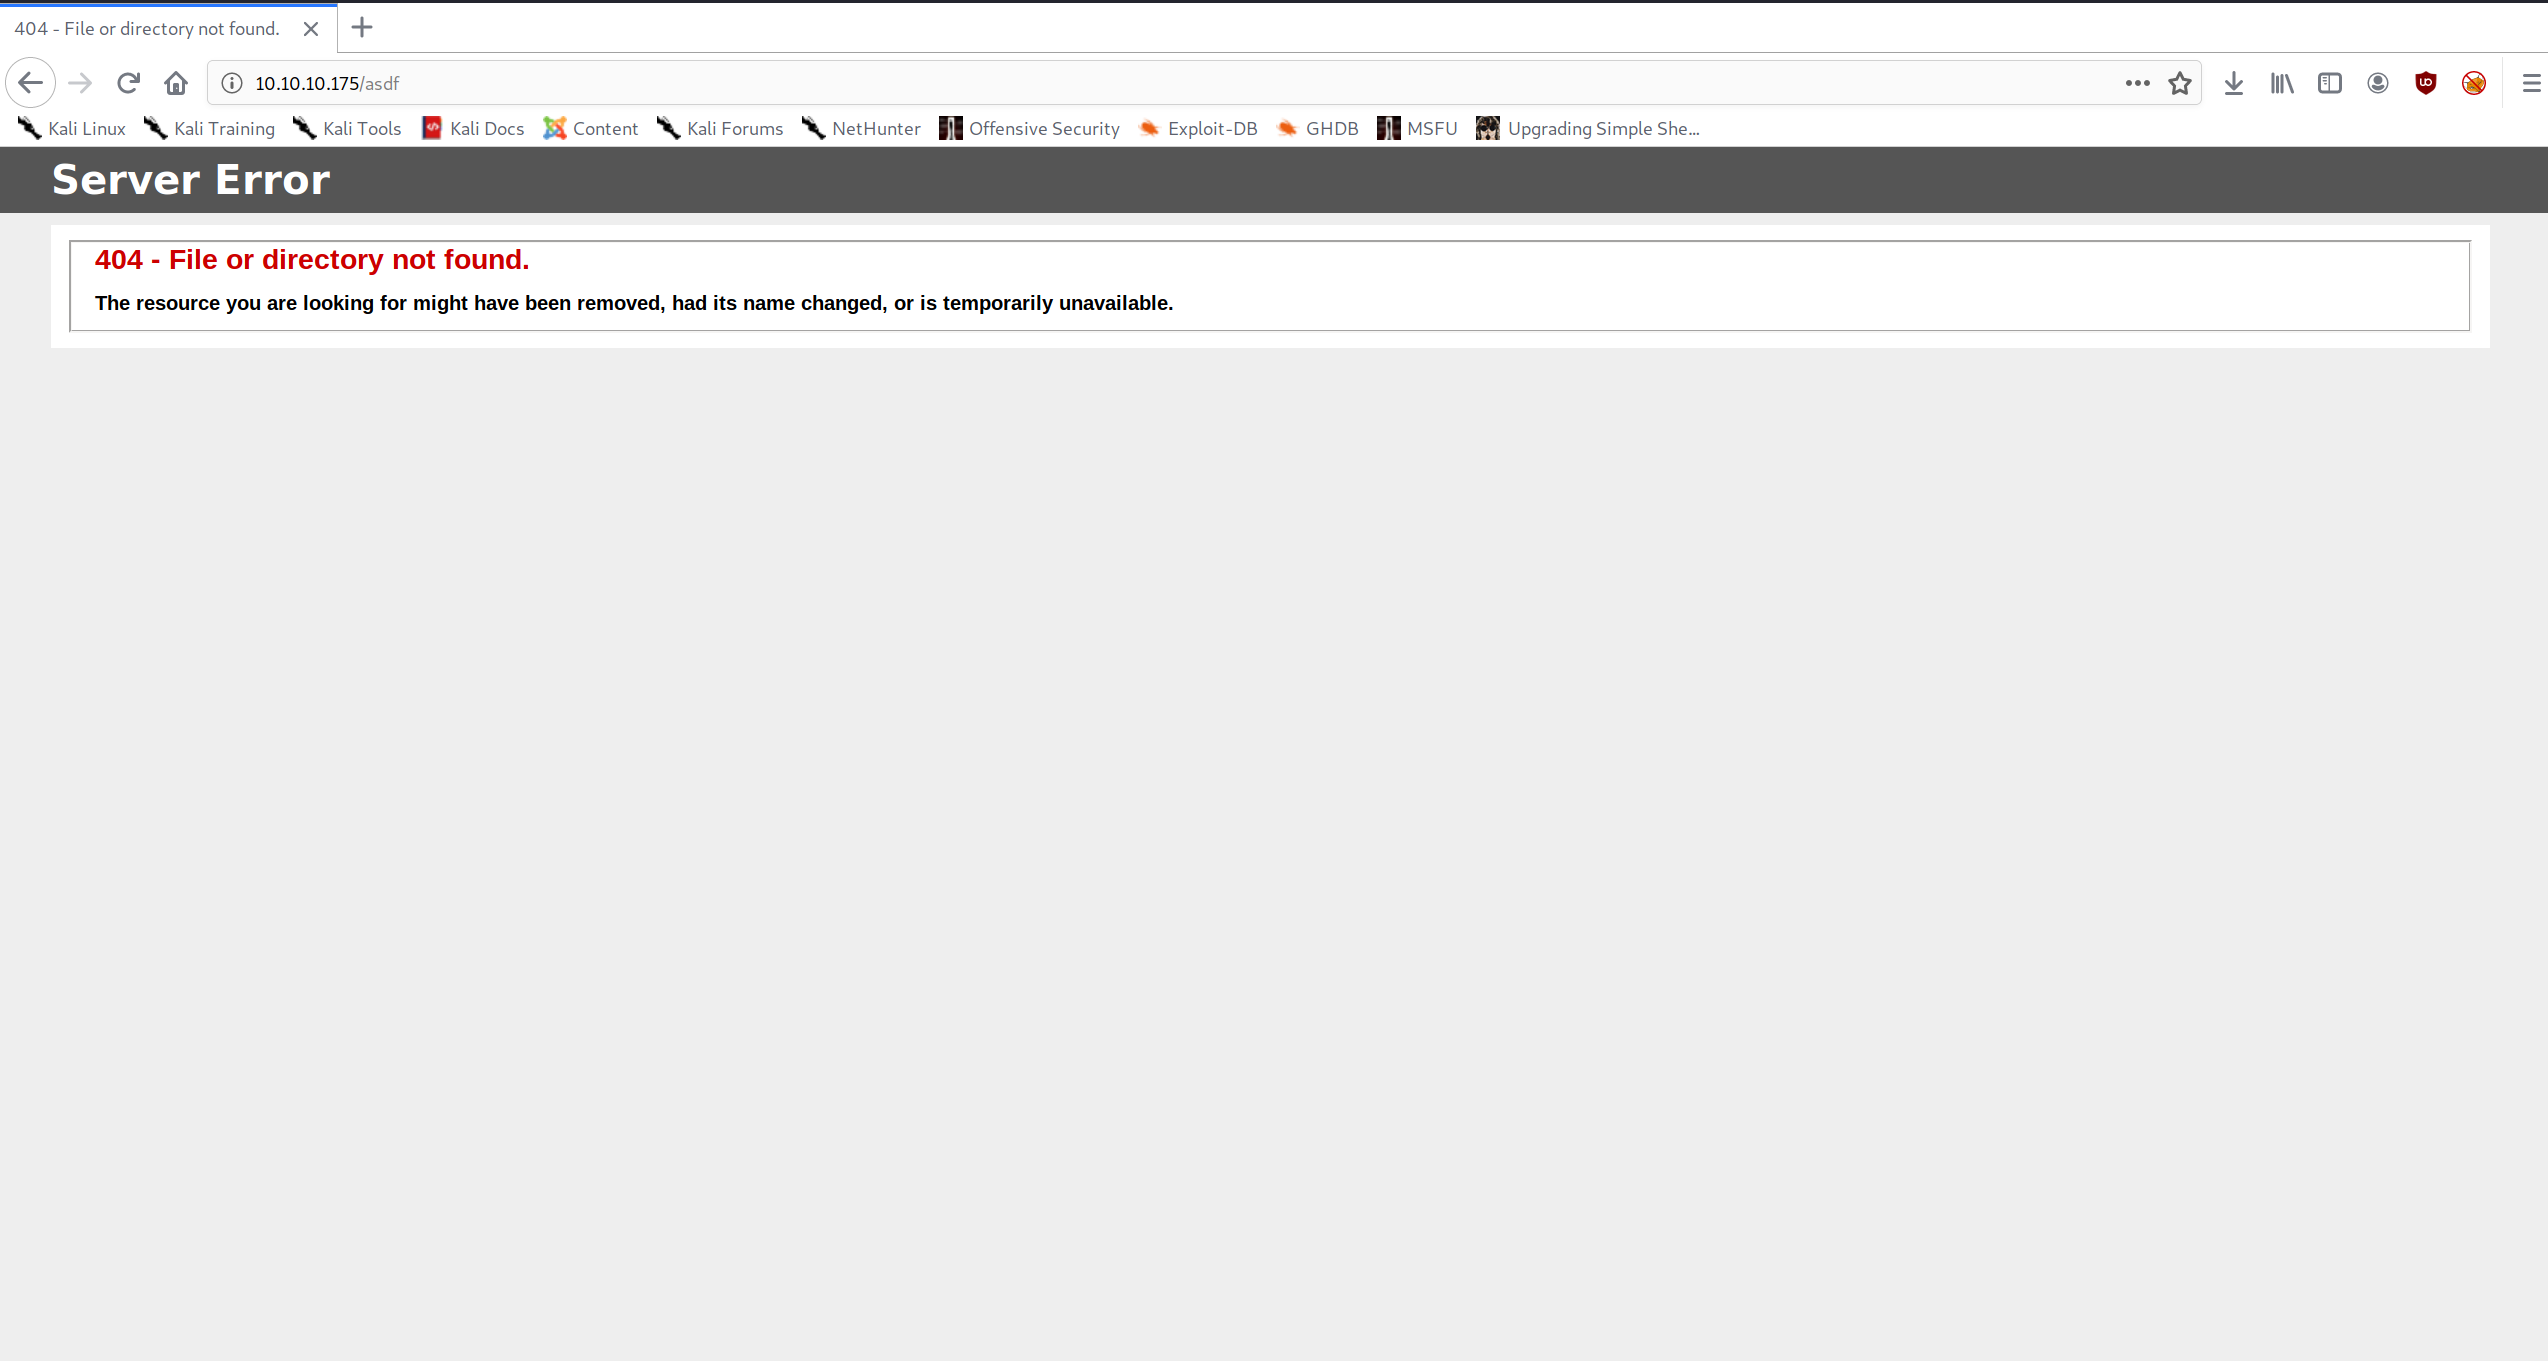 404 - File or directory not found.
10.10.10.175/asdf
Kali Linux Kali Training Kali Tools Kali Docs Content Kali Forums NetHunter Offensive Security Exploit-DB GHDB MSFU Upgrading Simple She...
Server Error
404 - File or directory not found.
The resource you are looking for might have been removed, had its name changed, or is temporarily unavailable.